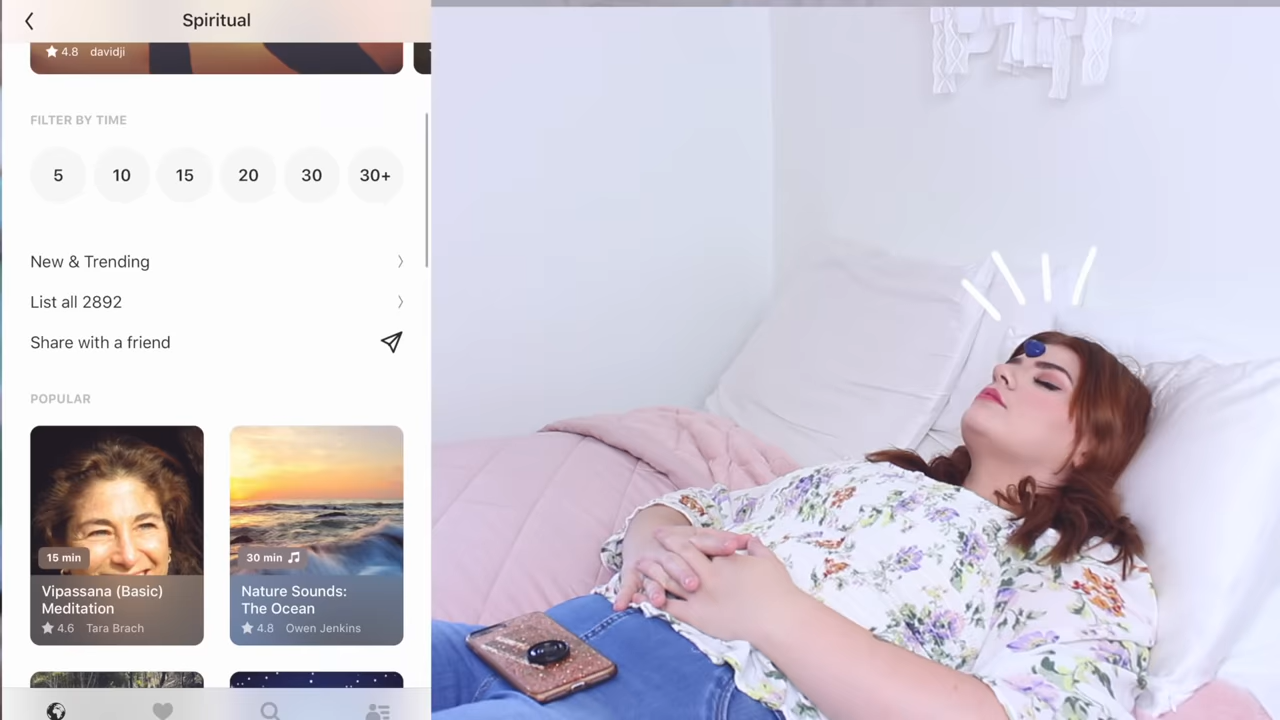 Spiritual
4.8 davidji
FILTER BY TIME
5 10 15 20 30 30+
New & Trending
List all 2892
Share with a friend
POPULAR
15 min
Vipassana (Basic)
Meditation
4.6 Tara Brach
30 min
Nature Sounds:
The Ocean
4.8 Owen Jenkins